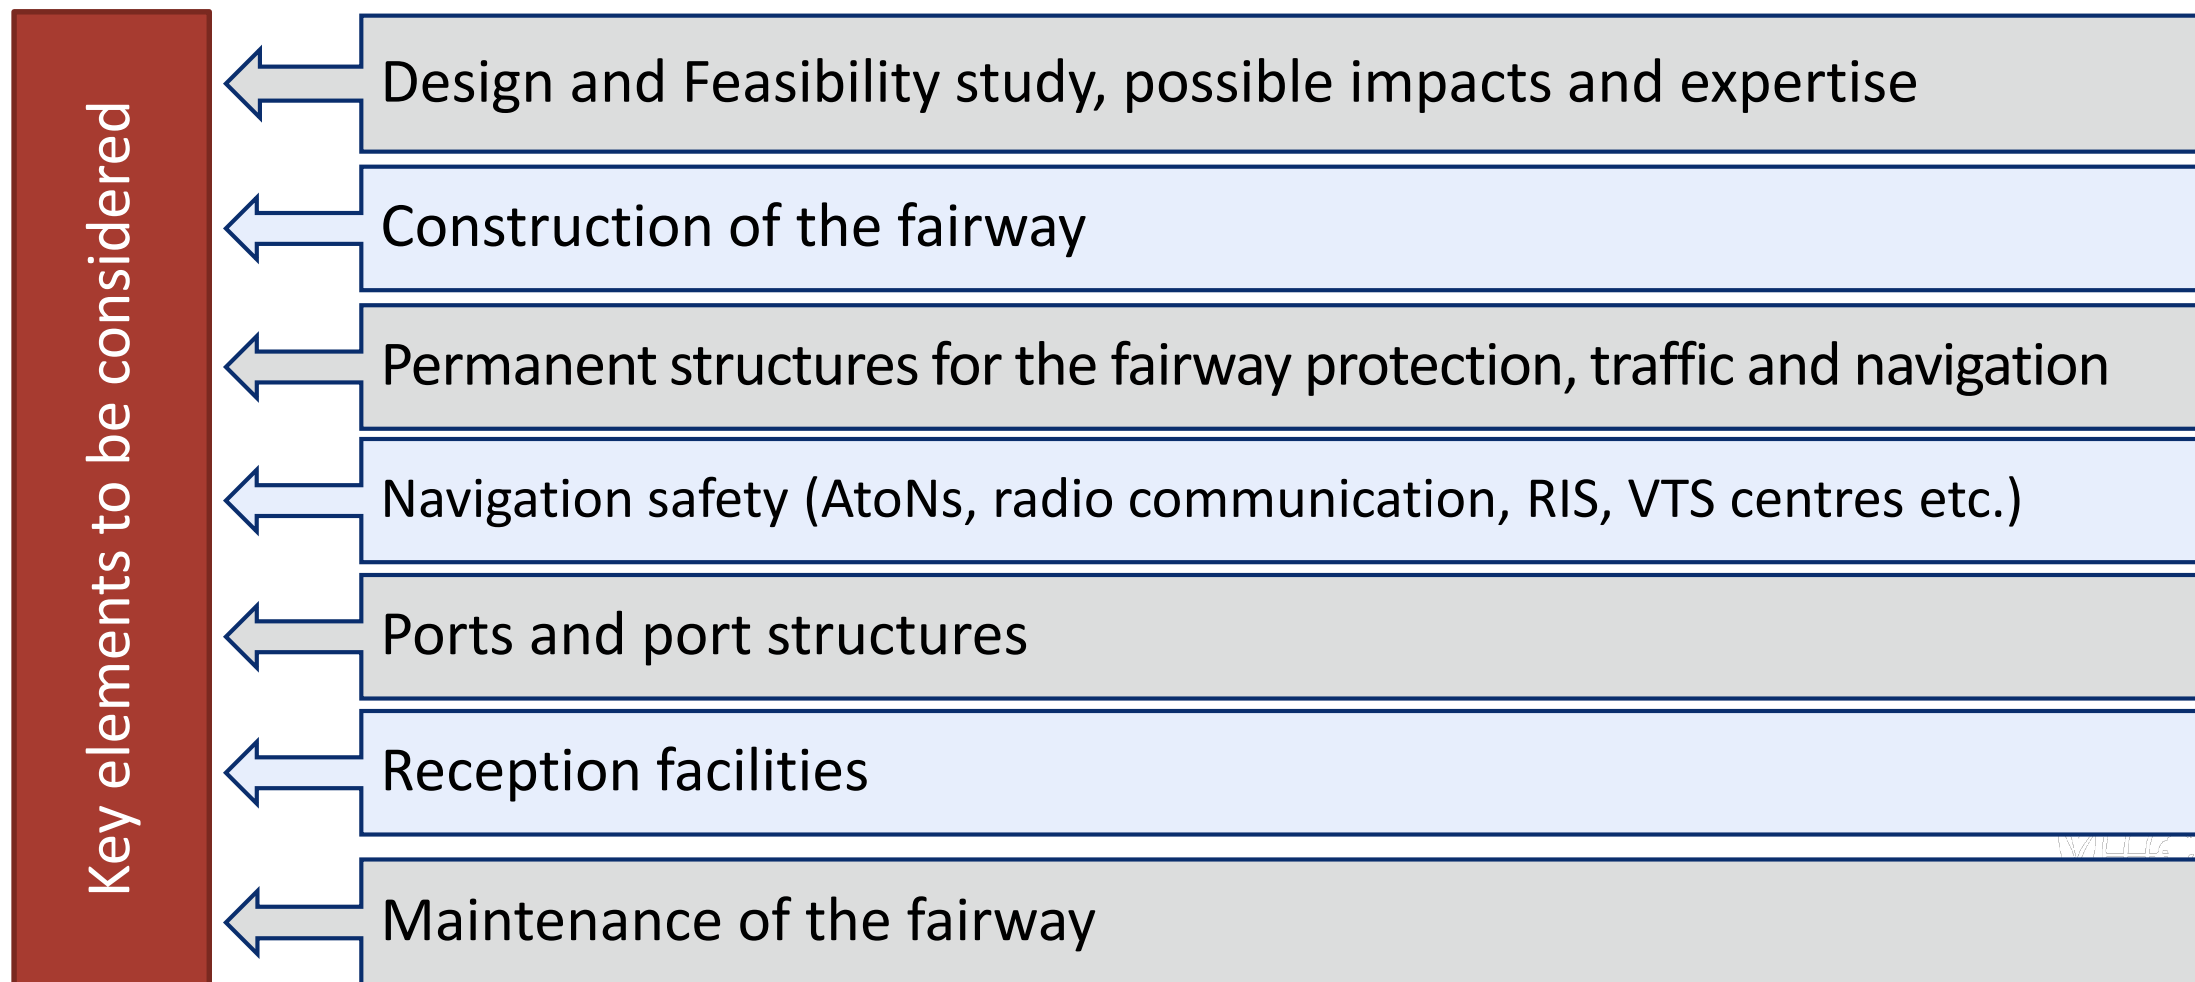 Key elements to be considered
Design and Feasibility study, possible impacts and expertise
Construction of the fairway
Permanent structures for the fairway protection, traffic and navigation
Navigation safety (AtoNs, radio communication, RIS, VTS centres etc.)
Ports and port structures
Reception facilities
Maintenance of the fairway